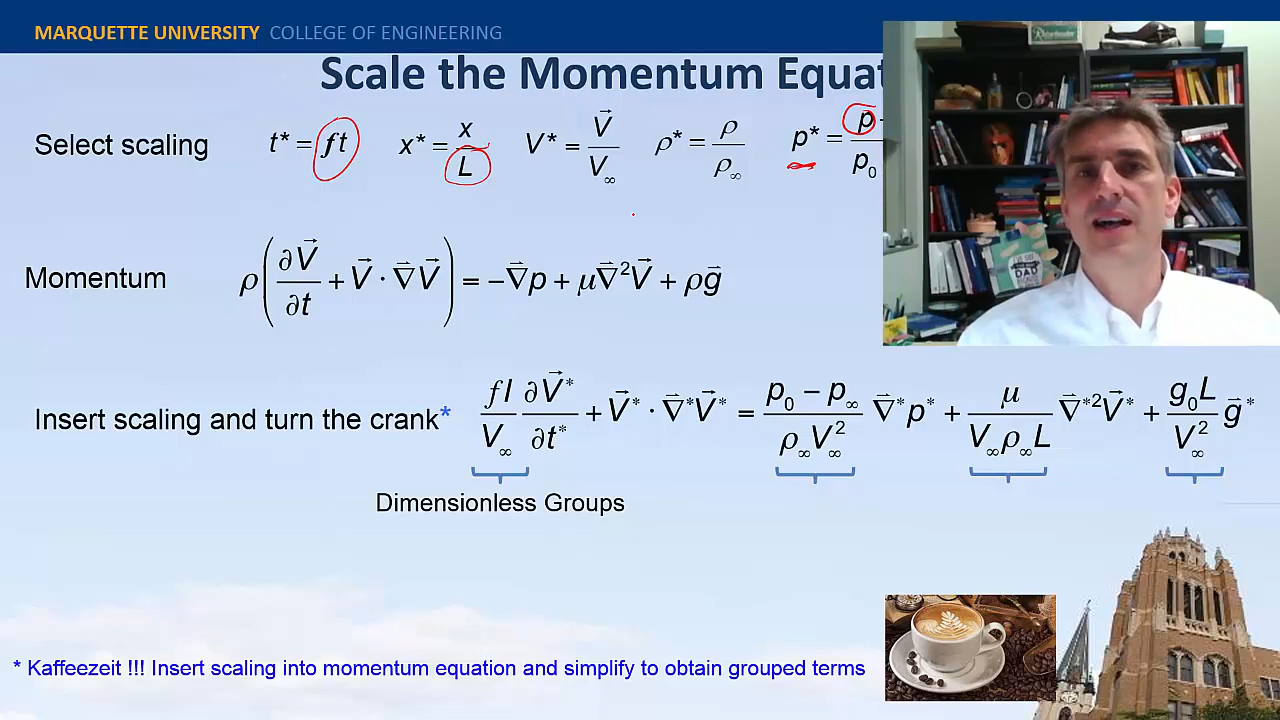 MARQUETTE UNIVERSITY COLLEGE OF ENGINEERING
Scale the Momentum Equat
Select scaling t* = ft x* = x/L V* = V⃗/V∞ ρ* = ρ/ρ∞ p* = p - / p₀
Momentum ρ(∂V⃗/∂t + V⃗ · ∇⃗V⃗) = −∇⃗p + μ∇⃗²V⃗ + ρg⃗
Insert scaling and turn the crank* fl/V∞ ∂V⃗*/∂t* + V⃗* · ∇⃗*V⃗* = (p₀ − p∞)/(ρ∞V∞²) ∇⃗*p* + μ/(V∞ρ∞L) ∇⃗*²V⃗* + g₀L/V∞² g⃗*
Dimensionless Groups
* Kaffeezeit !!! Insert scaling into momentum equation and simplify to obtain grouped terms